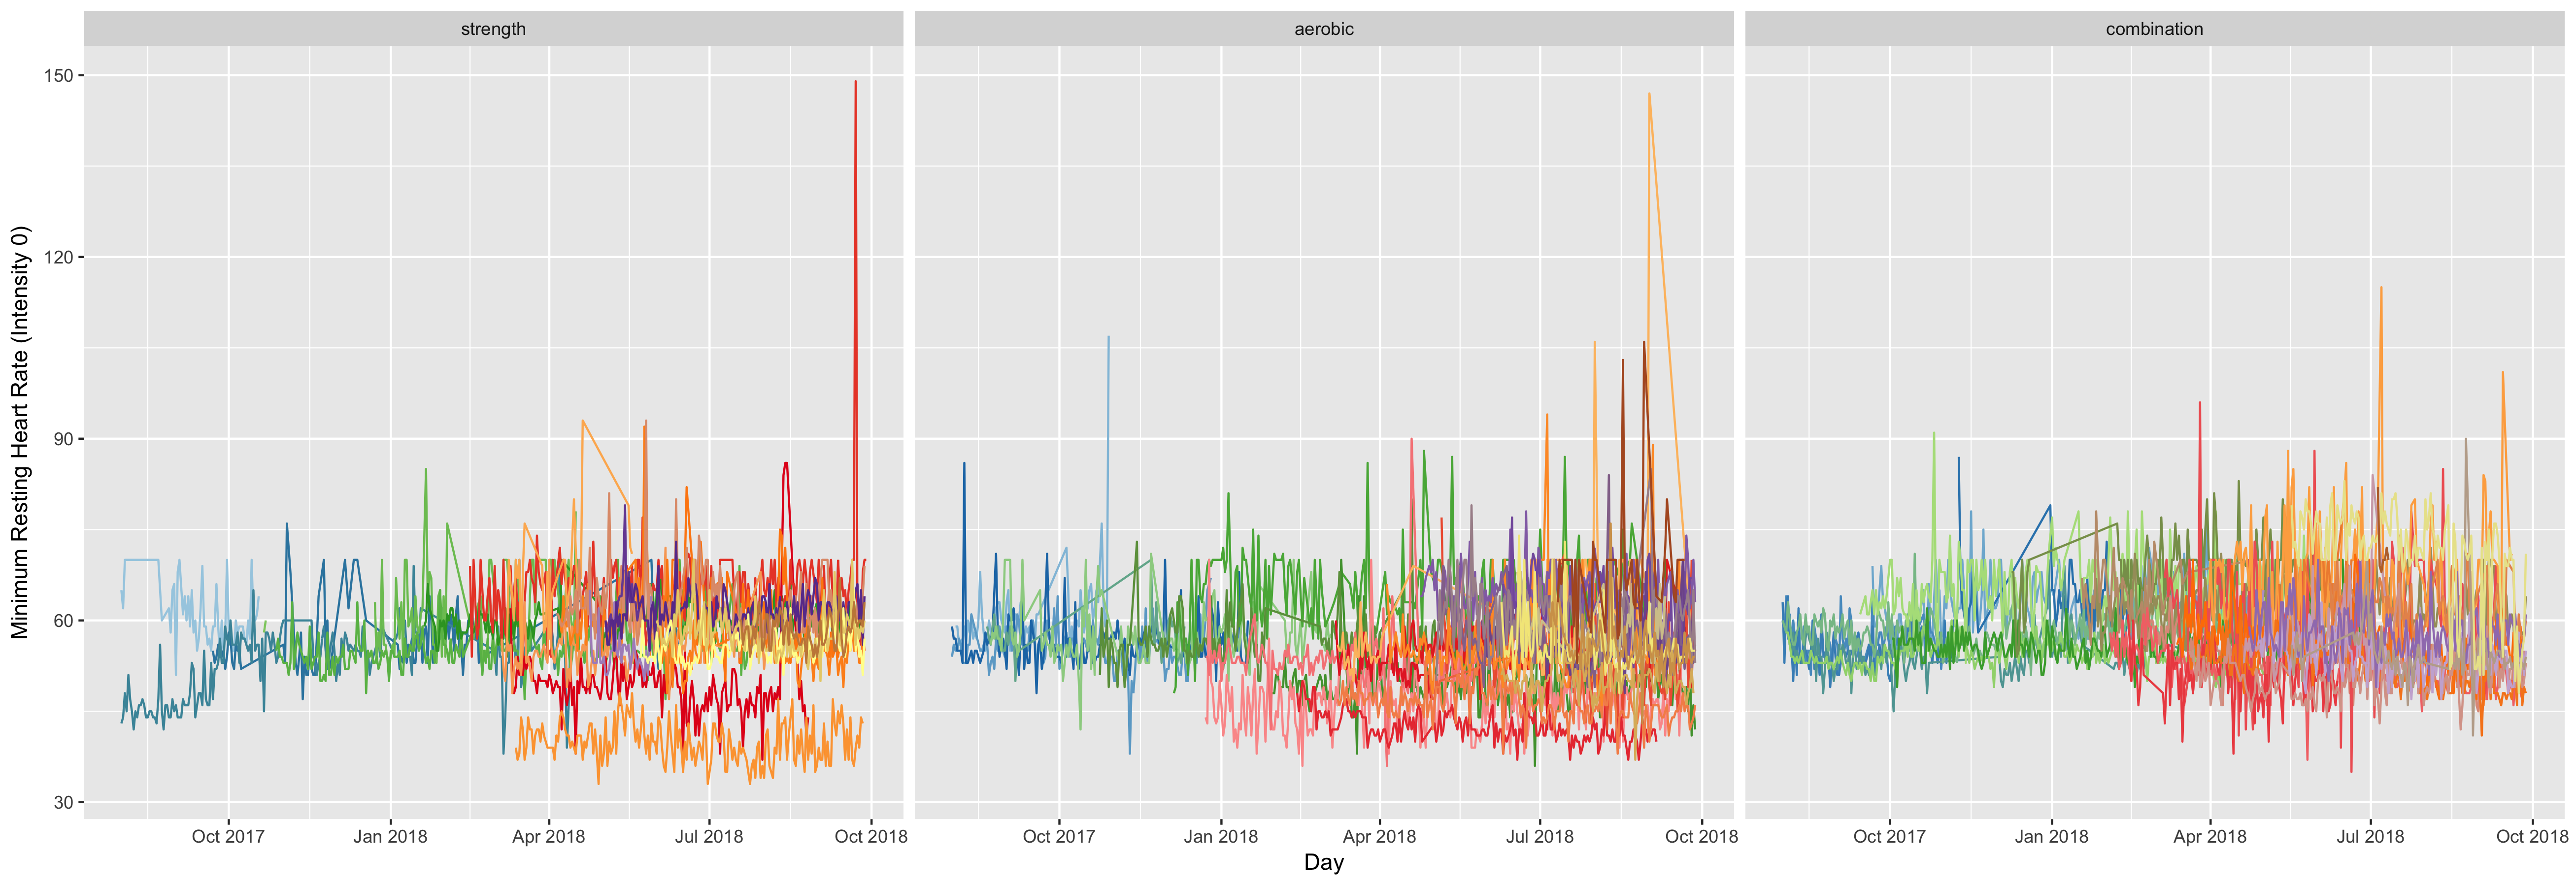 strength aerobic combination
Minimum Resting Heart Rate (Intensity 0)
150
120
90
60
30
Oct 2017 Jan 2018 Apr 2018 Jul 2018 Oct 2018 Oct 2017 Jan 2018 Apr 2018 Jul 2018 Oct 2018 Oct 2017 Jan 2018 Apr 2018 Jul 2018 Oct 2018
Day